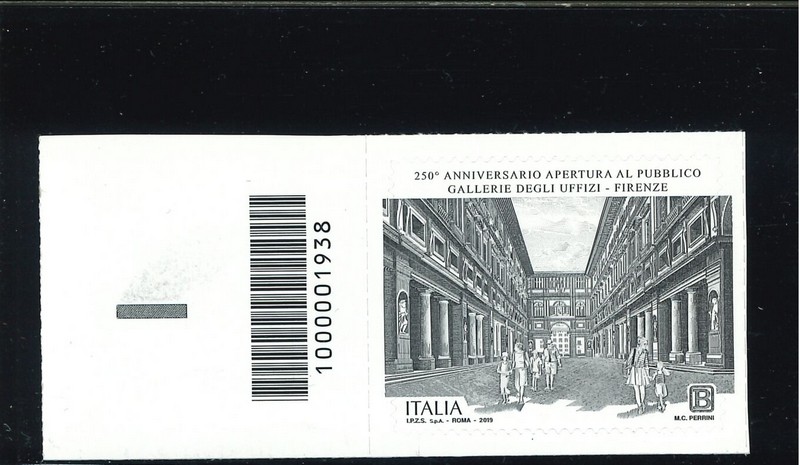 250° ANNIVERSARIO APERTURA AL PUBBLICO
GALLERIE DEGLI UFFIZI - FIRENZE
1000001938
ITALIA
I.P.Z.S. S.p.A. - ROMA - 2019
B
M.C. PERRINI